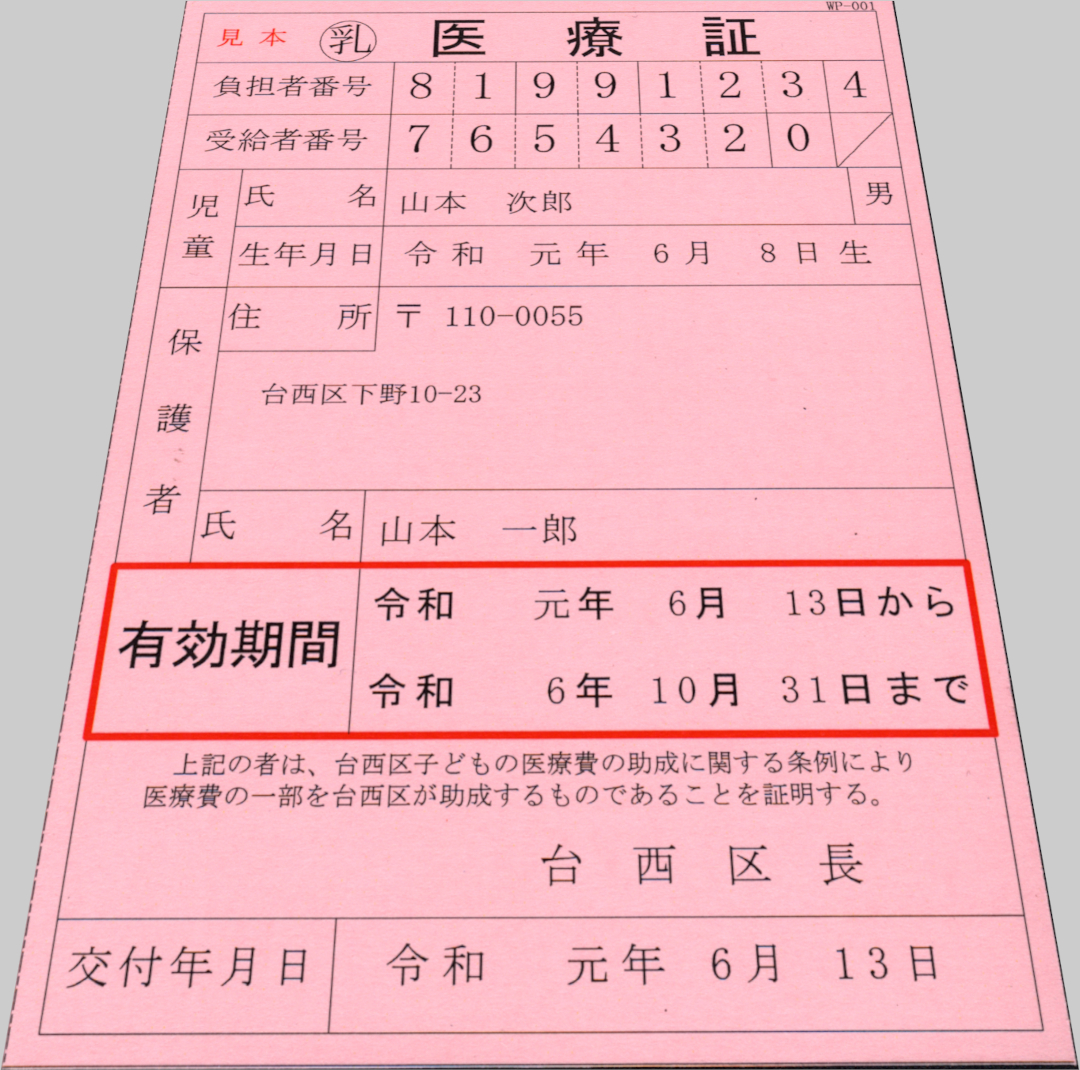 WP-001
見本 ㊞乳 医療証
負担者番号 8 1 9 9 1 2 3 4
受給者番号 7 6 5 4 3 2 0
児童 氏名 山本 次郎 男
生年月日 令和 元年 6月 8日生
保護者 住所 〒 110-0055
台西区下野10-23
氏名 山本 一郎
有効期間 令和 元年 6月 13日から
令和 6年 10月 31日まで
上記の者は、台西区子どもの医療費の助成に関する条例により
医療費の一部を台西区が助成するものであることを証明する。
台西区長
交付年月日 令和 元年 6月 13日